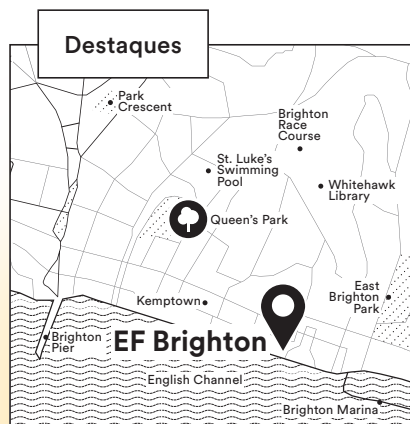 Destaques
Park
Crescent
Brighton
Race
Course
St. Luke's
Swimming
Pool
Whitehawk
Library
Queen's Park
East
Brighton
Park
Kemptown
Brighton
Pier
EF Brighton
English Channel
Brighton Marina